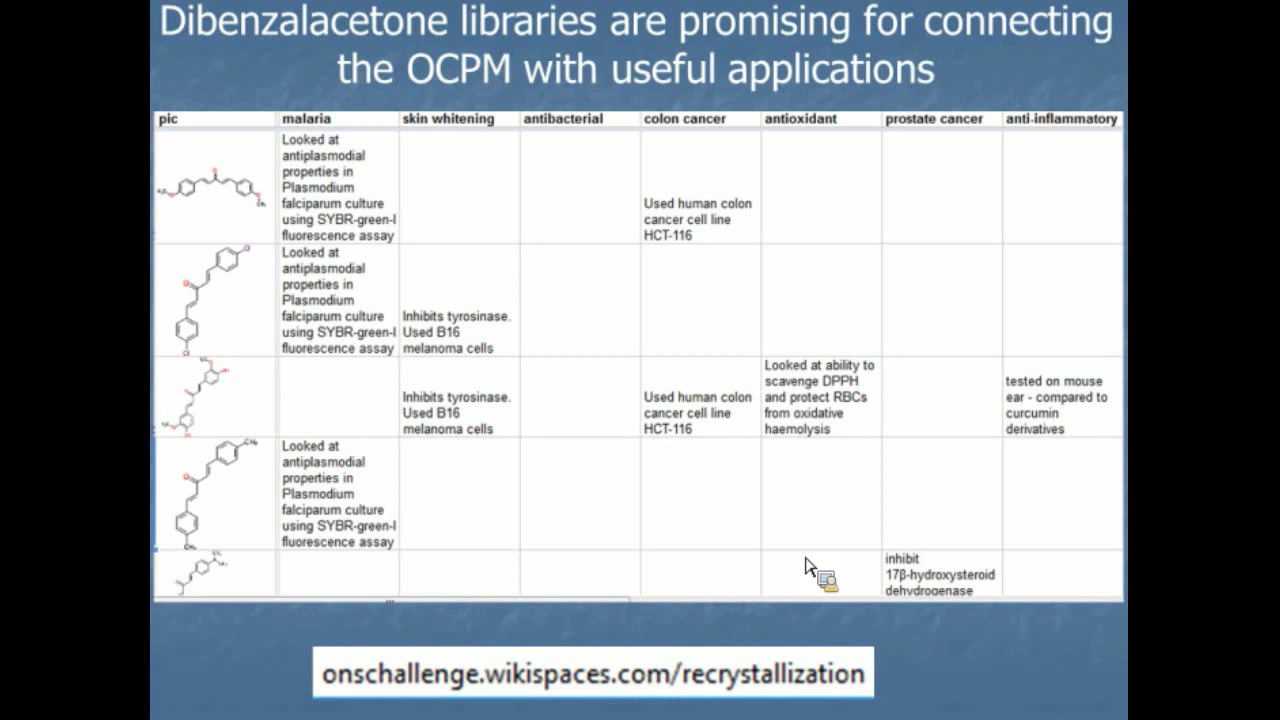 Dibenzalacetone libraries are promising for connecting
the OCPM with useful applications
pic malaria skin whitening antibacterial colon cancer antioxidant prostate cancer anti-inflammatory
Looked at
antiplasmodial
properties in
Plasmodium
falciparum culture
using SYBR-green-I
fluorescence assay
Used human colon
cancer cell line
HCT-116
Looked at
antiplasmodial
properties in
Plasmodium
falciparum culture
using SYBR-green-I
fluorescence assay
Inhibits tyrosinase.
Used B16
melanoma cells
Inhibits tyrosinase.
Used B16
melanoma cells
Used human colon
cancer cell line
HCT-116
Looked at ability to
scavenge DPPH
and protect RBCs
from oxidative
haemolysis
tested on mouse
ear - compared to
curcumin
derivatives
Looked at
antiplasmodial
properties in
Plasmodium
falciparum culture
using SYBR-green-I
fluorescence assay
inhibit
17β-hydroxysteroid
dehydrogenase
onschallenge.wikispaces.com/recrystallization